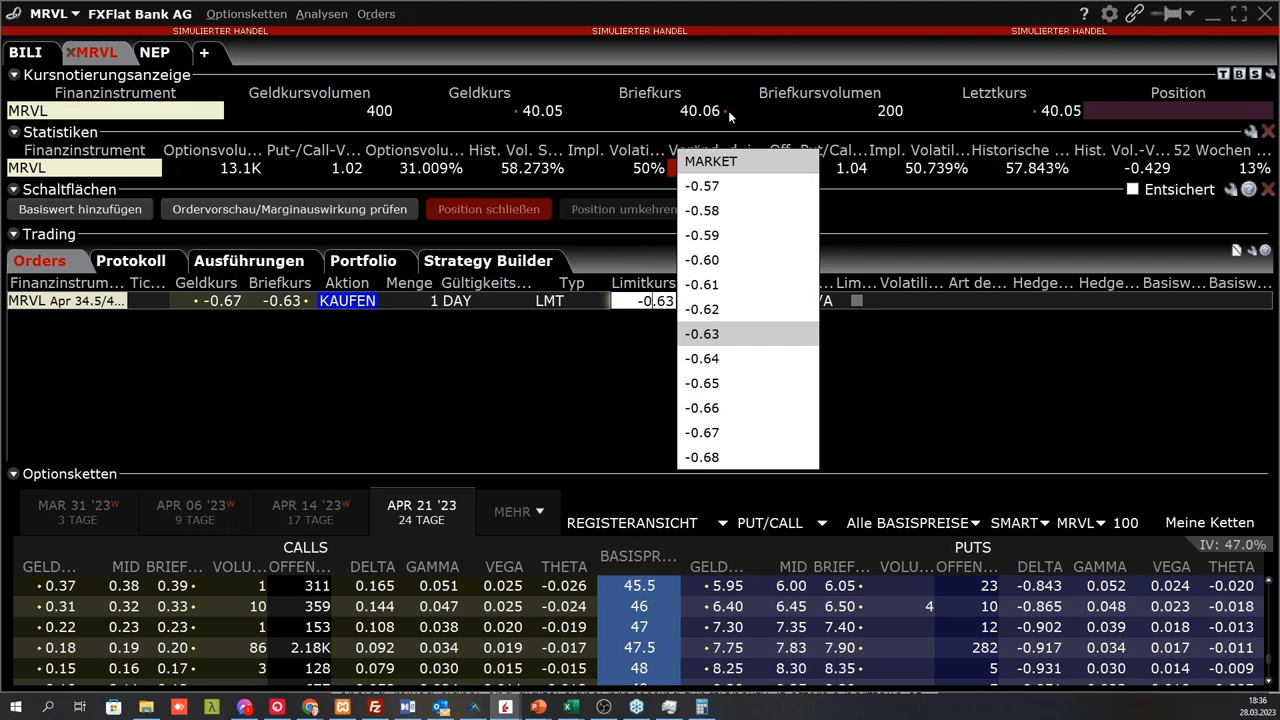 MRVL FXFlat Bank AG Optionsketten Analysen Orders
SIMULIERTER HANDEL SIMULIERTER HANDEL SIMULIERTER HANDEL
BILI MRVL NEP +
Kursnotierungsanzeige T B S
Finanzinstrument Geldkursvolumen Geldkurs Briefkurs Briefkursvolumen Letztkurs Position
MRVL 400 40.05 40.06 200 40.05
Statistiken
Finanzinstrument Optionsvolu... Put-/Call-V... Optionsvolu... Hist. Vol. S... Impl. Volati... Put/Cal... Impl. Volatil... Historische ... Hist. Vol.-V... 52 Wochen ...
MRVL 13.1K 1.02 31.009% 58.273% 50% 1.04 50.739% 57.843% -0.429 13%
Schaltflächen Entsichert
Basiswert hinzufügen Ordervorschau/Marginauswirkung prüfen Position schließen Position umkehren
Trading
Orders Protokoll Ausführungen Portfolio Strategy Builder
Finanzinstrum... Tic... Geldkurs Briefkurs Aktion Menge Gültigkeits... Typ Limitkurs Lim... Volatili... Art de... Hedge... Hedge... Basisw... Basisw...
MRVL Apr 34.5/4... -0.67 -0.63 KAUFEN 1 DAY LMT -0.63 /A
MARKET
-0.57
-0.58
-0.59
-0.60
-0.61
-0.62
-0.63
-0.64
-0.65
-0.66
-0.67
-0.68
Optionsketten
MAR 31 '23W APR 06 '23W APR 14 '23W APR 21 '23
3 TAGE 9 TAGE 17 TAGE 24 TAGE MEHR
REGISTERANSICHT PUT/CALL Alle BASISPREISE SMART MRVL 100 Meine Ketten
IV: 47.0%
CALLS BASISPR... PUTS
GELD... MID BRIEF... VOLU... OFFEN... DELTA GAMMA VEGA THETA GELD... MID BRIEF... VOLU... OFFEN... DELTA GAMMA VEGA THETA
0.37 0.38 0.39 1 311 0.165 0.051 0.025 -0.026 45.5 5.95 6.00 6.05 23 -0.843 0.052 0.024 -0.020
0.31 0.32 0.33 10 359 0.144 0.047 0.025 -0.024 46 6.40 6.45 6.50 4 10 -0.865 0.048 0.023 -0.018
0.22 0.23 0.23 1 153 0.108 0.038 0.020 -0.020 47 7.30 7.35 7.40 12 -0.892 0.038 0.018 -0.013
0.18 0.19 0.20 86 2.18K 0.092 0.034 0.019 -0.017 47.5 7.75 7.83 7.90 282 -0.917 0.034 0.017 -0.011
0.15 0.16 0.17 3 128 0.079 0.030 0.015 -0.015 48 8.25 8.30 8.35 5 -0.931 0.030 0.014 -0.009
18:36
28.03.2023